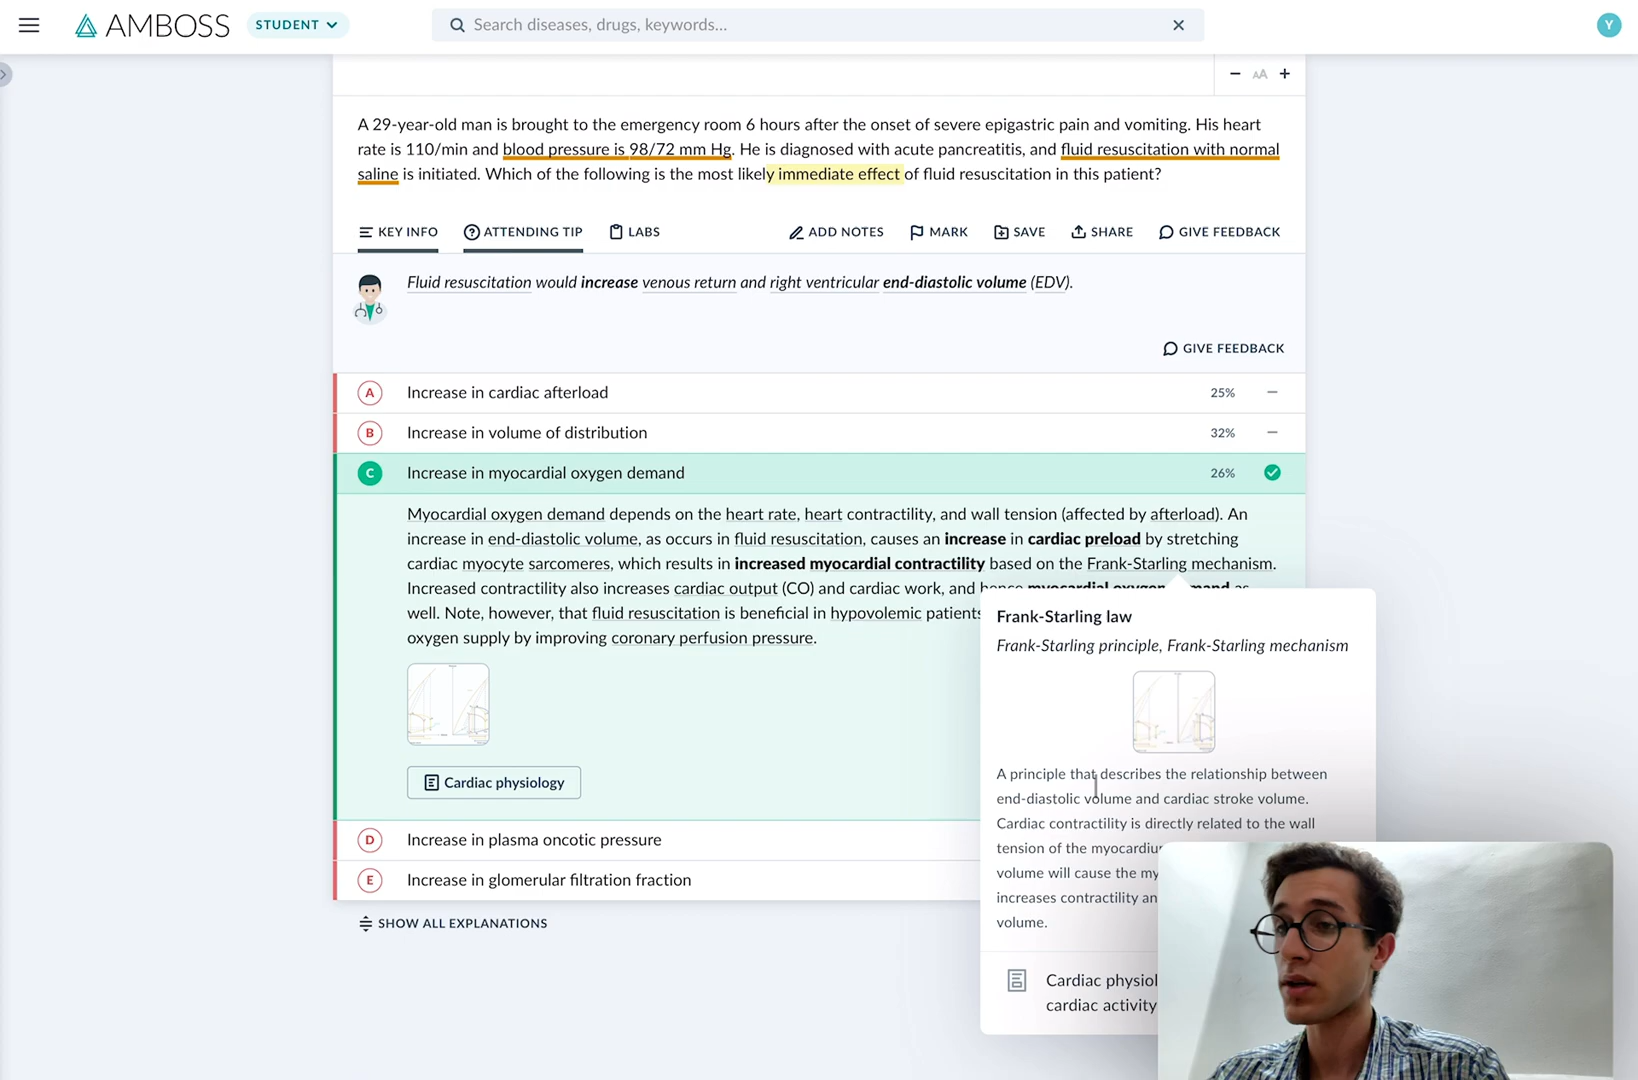 AMBOSS
STUDENT
Search diseases, drugs, keywords...
Y
− AA +
A 29-year-old man is brought to the emergency room 6 hours after the onset of severe epigastric pain and vomiting. His heart
rate is 110/min and blood pressure is 98/72 mm Hg. He is diagnosed with acute pancreatitis, and fluid resuscitation with normal
saline is initiated. Which of the following is the most likely immediate effect of fluid resuscitation in this patient?
KEY INFO ATTENDING TIP LABS ADD NOTES MARK SAVE SHARE GIVE FEEDBACK
Fluid resuscitation would increase venous return and right ventricular end-diastolic volume (EDV).
GIVE FEEDBACK
A Increase in cardiac afterload 25% −
B Increase in volume of distribution 32% −
C Increase in myocardial oxygen demand 26%
Myocardial oxygen demand depends on the heart rate, heart contractility, and wall tension (affected by afterload). An
increase in end-diastolic volume, as occurs in fluid resuscitation, causes an increase in cardiac preload by stretching
cardiac myocyte sarcomeres, which results in increased myocardial contractility based on the Frank-Starling mechanism.
Increased contractility also increases cardiac output (CO) and cardiac work, and hence myocardial oxygen demand as
well. Note, however, that fluid resuscitation is beneficial in hypovolemic patients
oxygen supply by improving coronary perfusion pressure.
Cardiac physiology
D Increase in plasma oncotic pressure
E Increase in glomerular filtration fraction
SHOW ALL EXPLANATIONS
Frank-Starling law
Frank-Starling principle, Frank-Starling mechanism
A principle that describes the relationship between
end-diastolic volume and cardiac stroke volume.
Cardiac contractility is directly related to the wall
tension of the myocardiu
volume will cause the my
increases contractility an
volume.
Cardiac physiol
cardiac activity